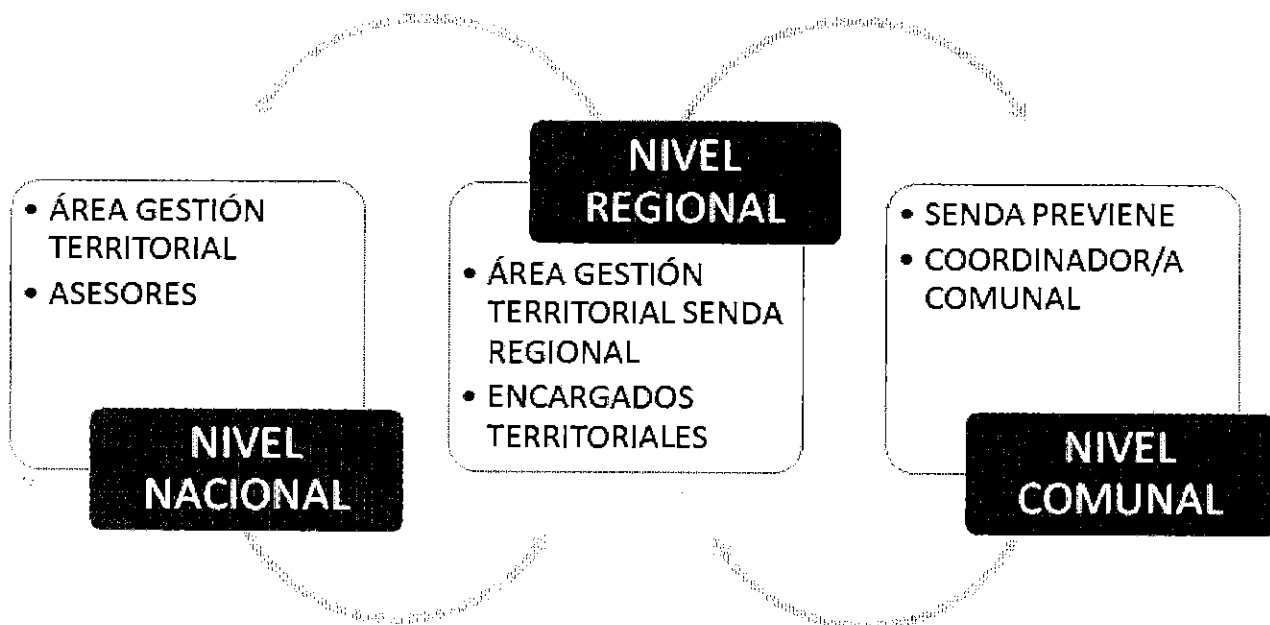 • ÁREA GESTIÓN
TERRITORIAL
• ASESORES
NIVEL
NACIONAL
NIVEL
REGIONAL
• ÁREA GESTIÓN
TERRITORIAL SENDA
REGIONAL
• ENCARGADOS
TERRITORIALES
• SENDA PREVIENE
• COORDINADOR/A
COMUNAL
NIVEL
COMUNAL